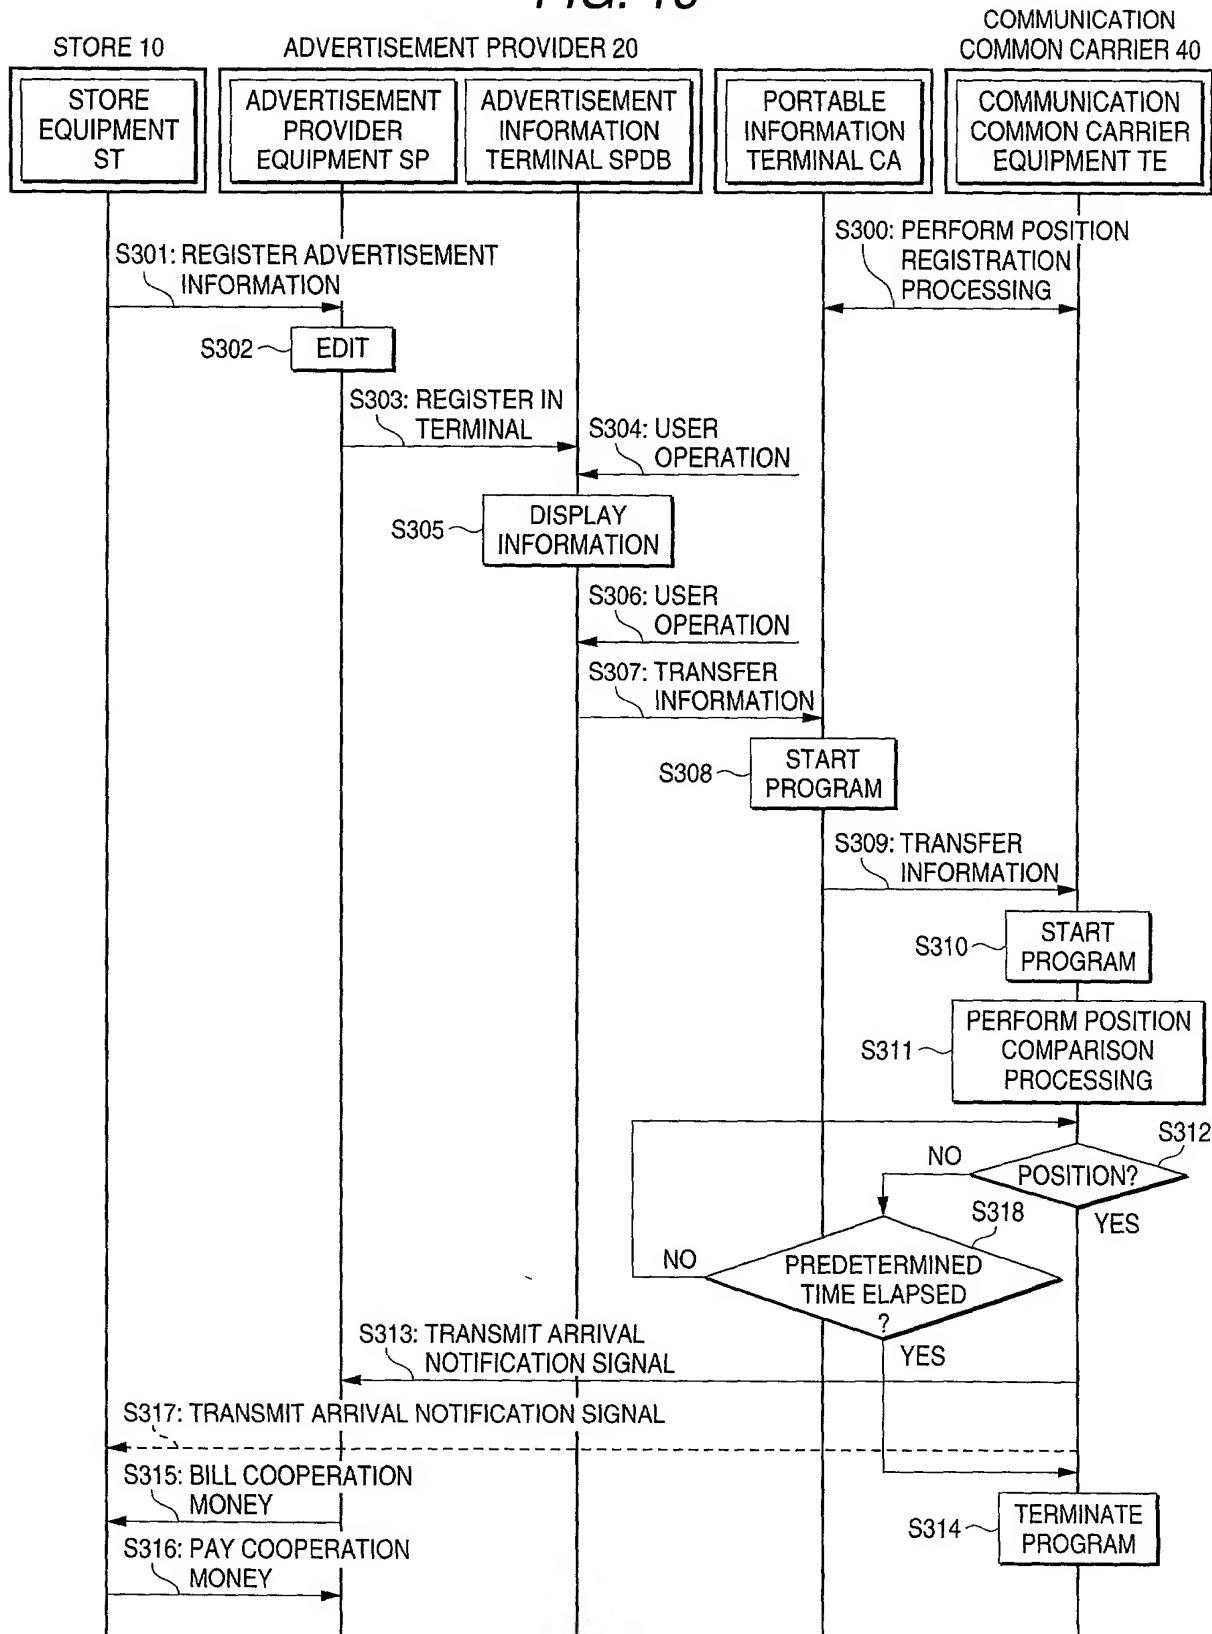 STORE 10
ADVERTISEMENT PROVIDER 20
COMMUNICATION
COMMON CARRIER 40
STORE
EQUIPMENT
ST
ADVERTISEMENT
PROVIDER
EQUIPMENT SP
ADVERTISEMENT
INFORMATION
TERMINAL SPDB
PORTABLE
INFORMATION
TERMINAL CA
COMMUNICATION
COMMON CARRIER
EQUIPMENT TE
S300: PERFORM POSITION
REGISTRATION
PROCESSING
S301: REGISTER ADVERTISEMENT
INFORMATION
S302
EDIT
S303: REGISTER IN
TERMINAL
S304: USER
OPERATION
S305
DISPLAY
INFORMATION
S306: USER
OPERATION
S307: TRANSFER
INFORMATION
S308
START
PROGRAM
S309: TRANSFER
INFORMATION
S310
START
PROGRAM
S311
PERFORM POSITION
COMPARISON
PROCESSING
S312
NO
POSITION?
YES
S318
NO
PREDETERMINED
TIME ELAPSED
?
YES
S313: TRANSMIT ARRIVAL
NOTIFICATION SIGNAL
S317: TRANSMIT ARRIVAL NOTIFICATION SIGNAL
S315: BILL COOPERATION
MONEY
S314
TERMINATE
PROGRAM
S316: PAY COOPERATION
MONEY